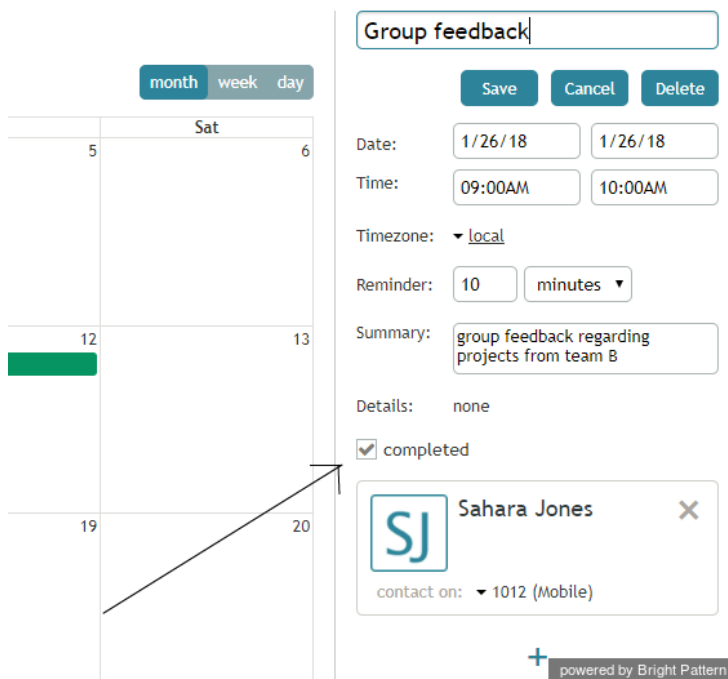 Group feedback
month week day
Save Cancel Delete
Sat
5 6
Date: 1/26/18 1/26/18
Time: 09:00AM 10:00AM
Timezone: local
Reminder: 10 minutes
12 13
Summary: group feedback regarding
projects from team B
Details: none
completed
SJ Sahara Jones
19 20
contact on: 1012 (Mobile)
powered by Bright Pattern